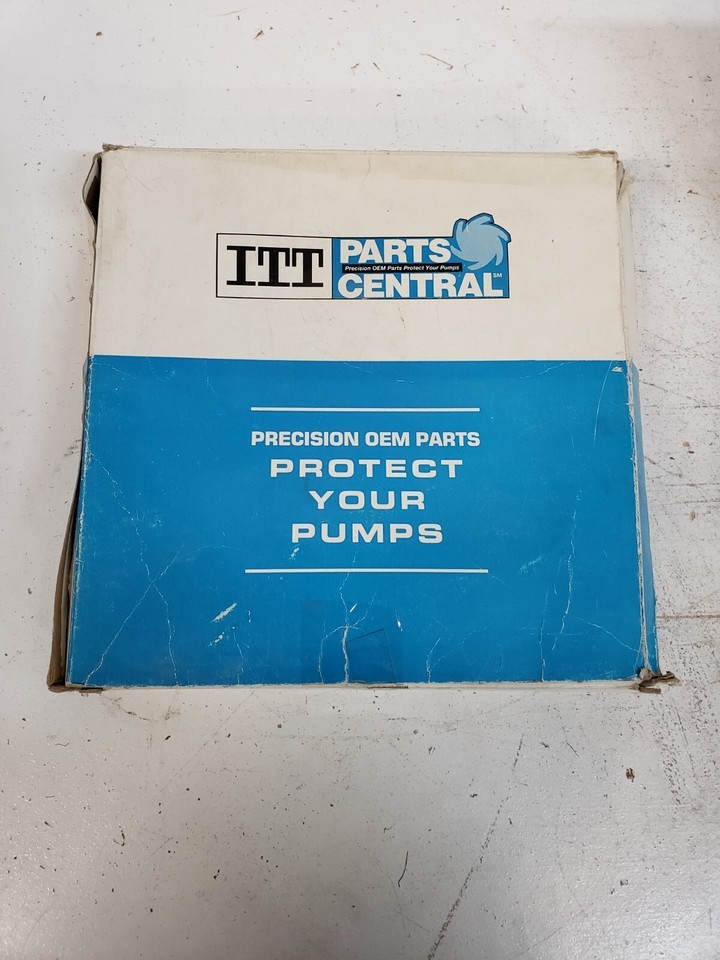 ITT
PARTS
Precision OEM Parts Protect Your Pumps
CENTRAL SM
PRECISION OEM PARTS
PROTECT
YOUR
PUMPS